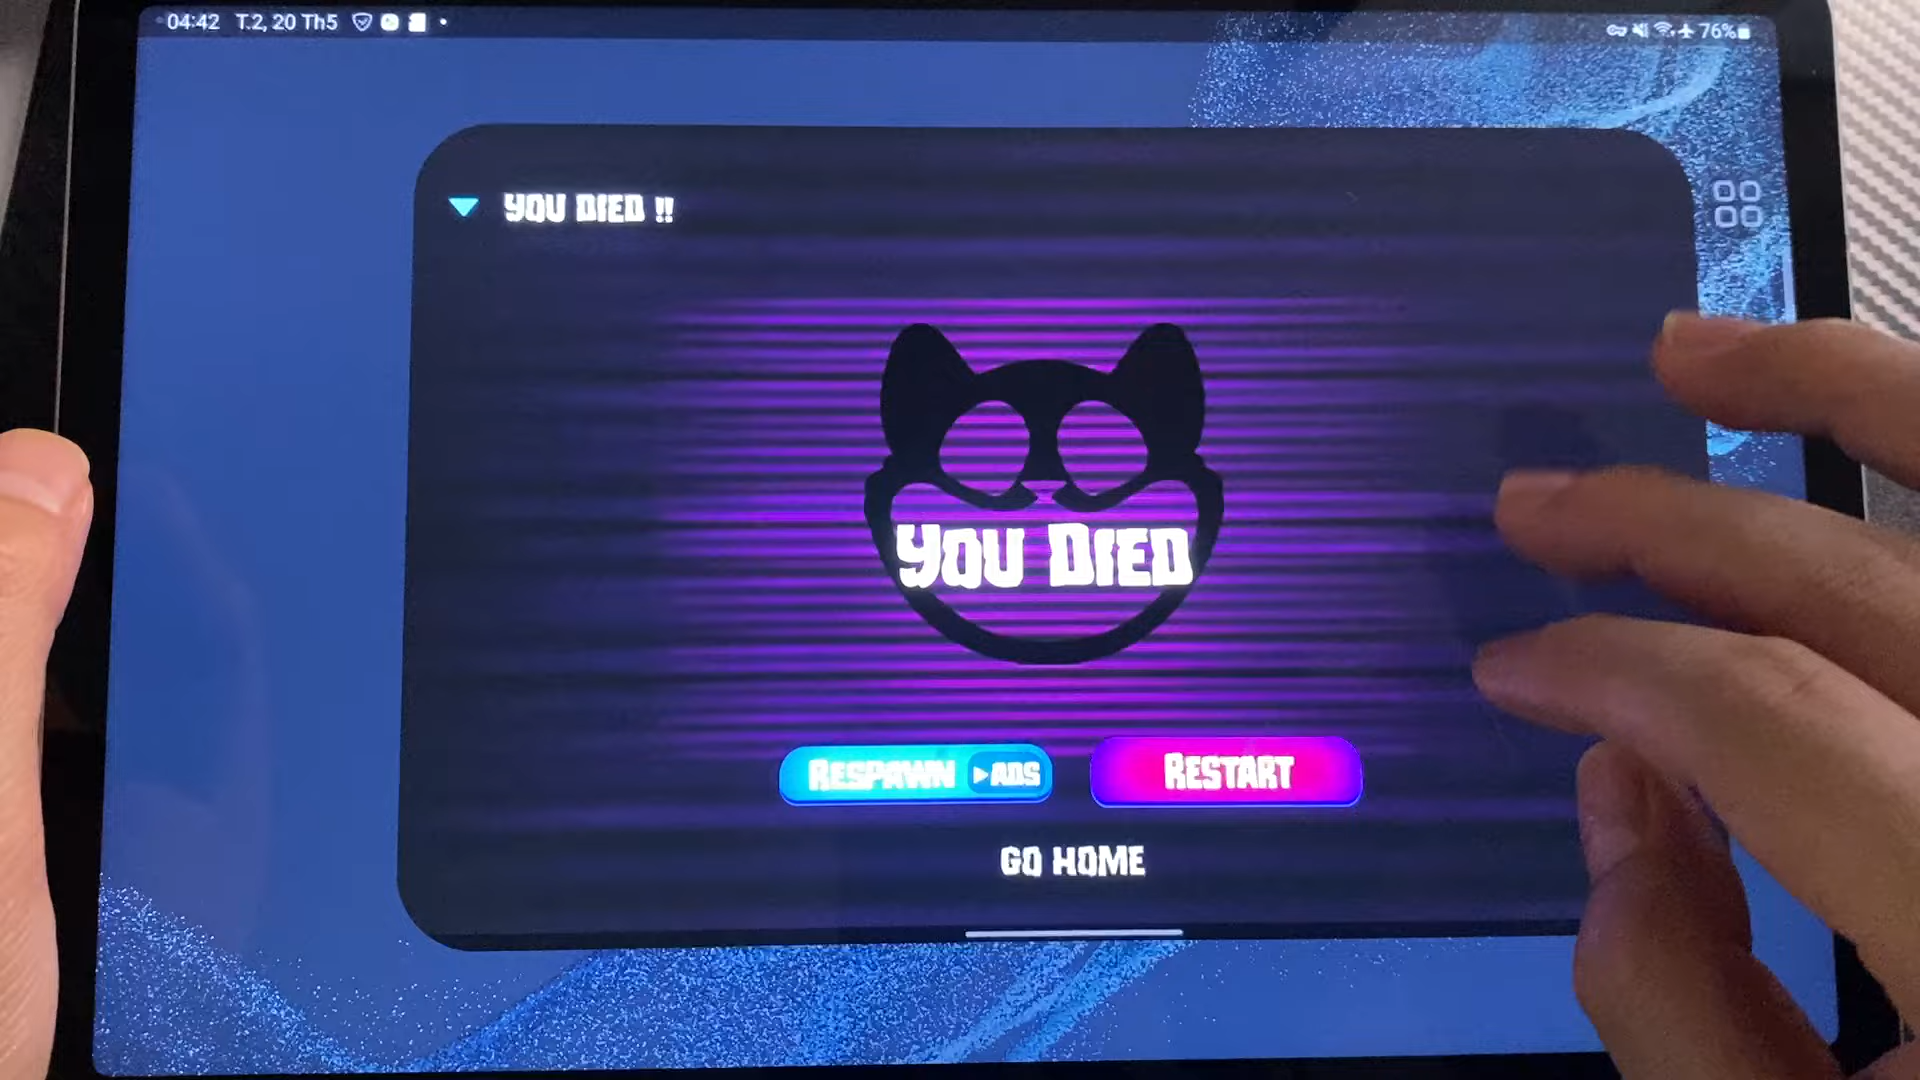 04:42 T.2, 20 Th5
76%
YOU DIED !!
YOU DIED
RESPAWN ADS
RESTART
GO HOME